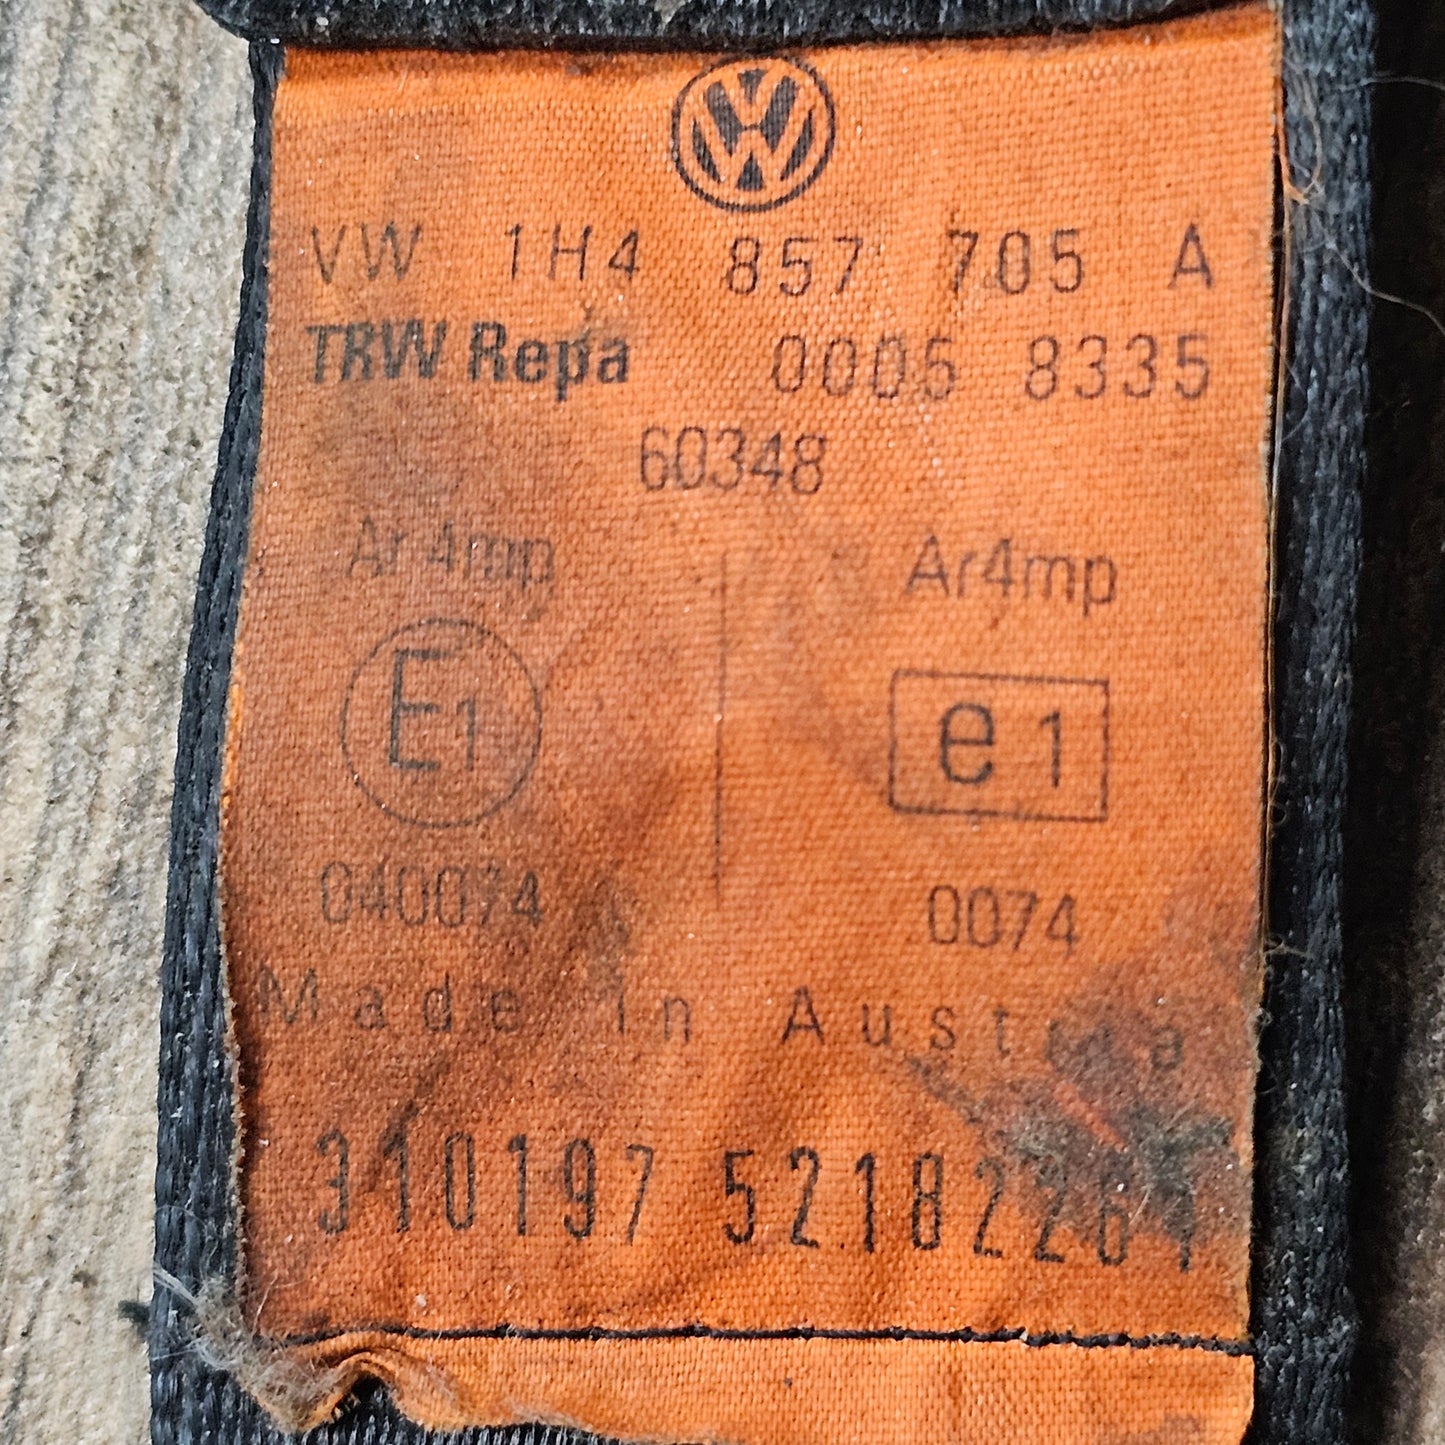 VW 1H4 857 705 A
TRW Repa 0005 8335
60348
Ar4mp Ar4mp
E1 e1
040074 0074
Made in Austria
310197 52182261